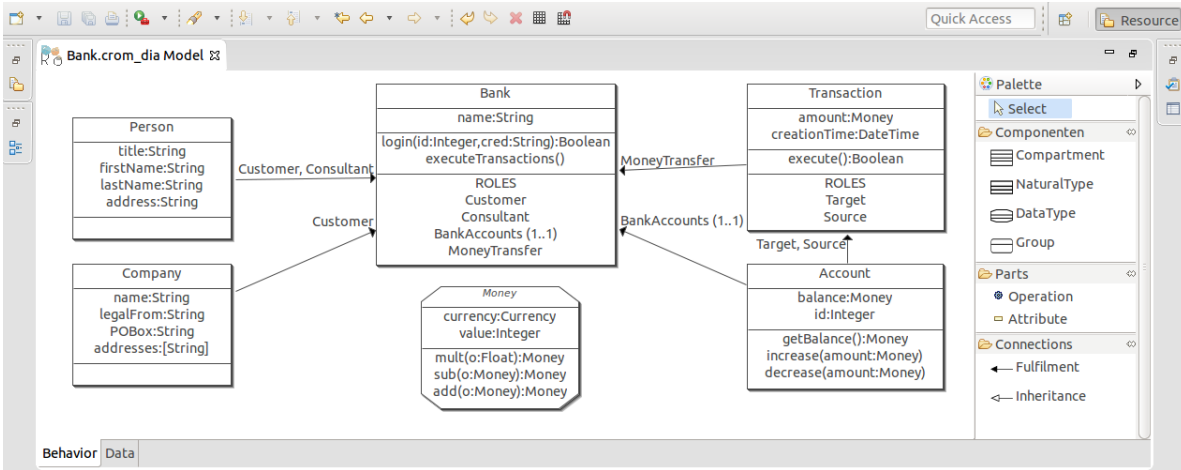 Quick Access
Resource
Bank.crom_dia Model
Person
title:String
firstName:String
lastName:String
address:String
Company
name:String
legalFrom:String
POBox:String
addresses:[String]
Customer, Consultant
Customer
Bank
name:String
login(id:Integer,cred:String):Boolean
executeTransactions()
ROLES
Customer
Consultant
BankAccounts (1..1)
MoneyTransfer
Money
currency:Currency
value:Integer
mult(o:Float):Money
sub(o:Money):Money
add(o:Money):Money
MoneyTransfer
BankAccounts (1..1)
Transaction
amount:Money
creationTime:DateTime
execute():Boolean
ROLES
Target
Source
Target, Source
Account
balance:Money
id:Integer
getBalance():Money
increase(amount:Money)
decrease(amount:Money)
Palette
Select
Componenten
Compartment
NaturalType
DataType
Group
Parts
Operation
Attribute
Connections
Fulfilment
Inheritance
Behavior
Data